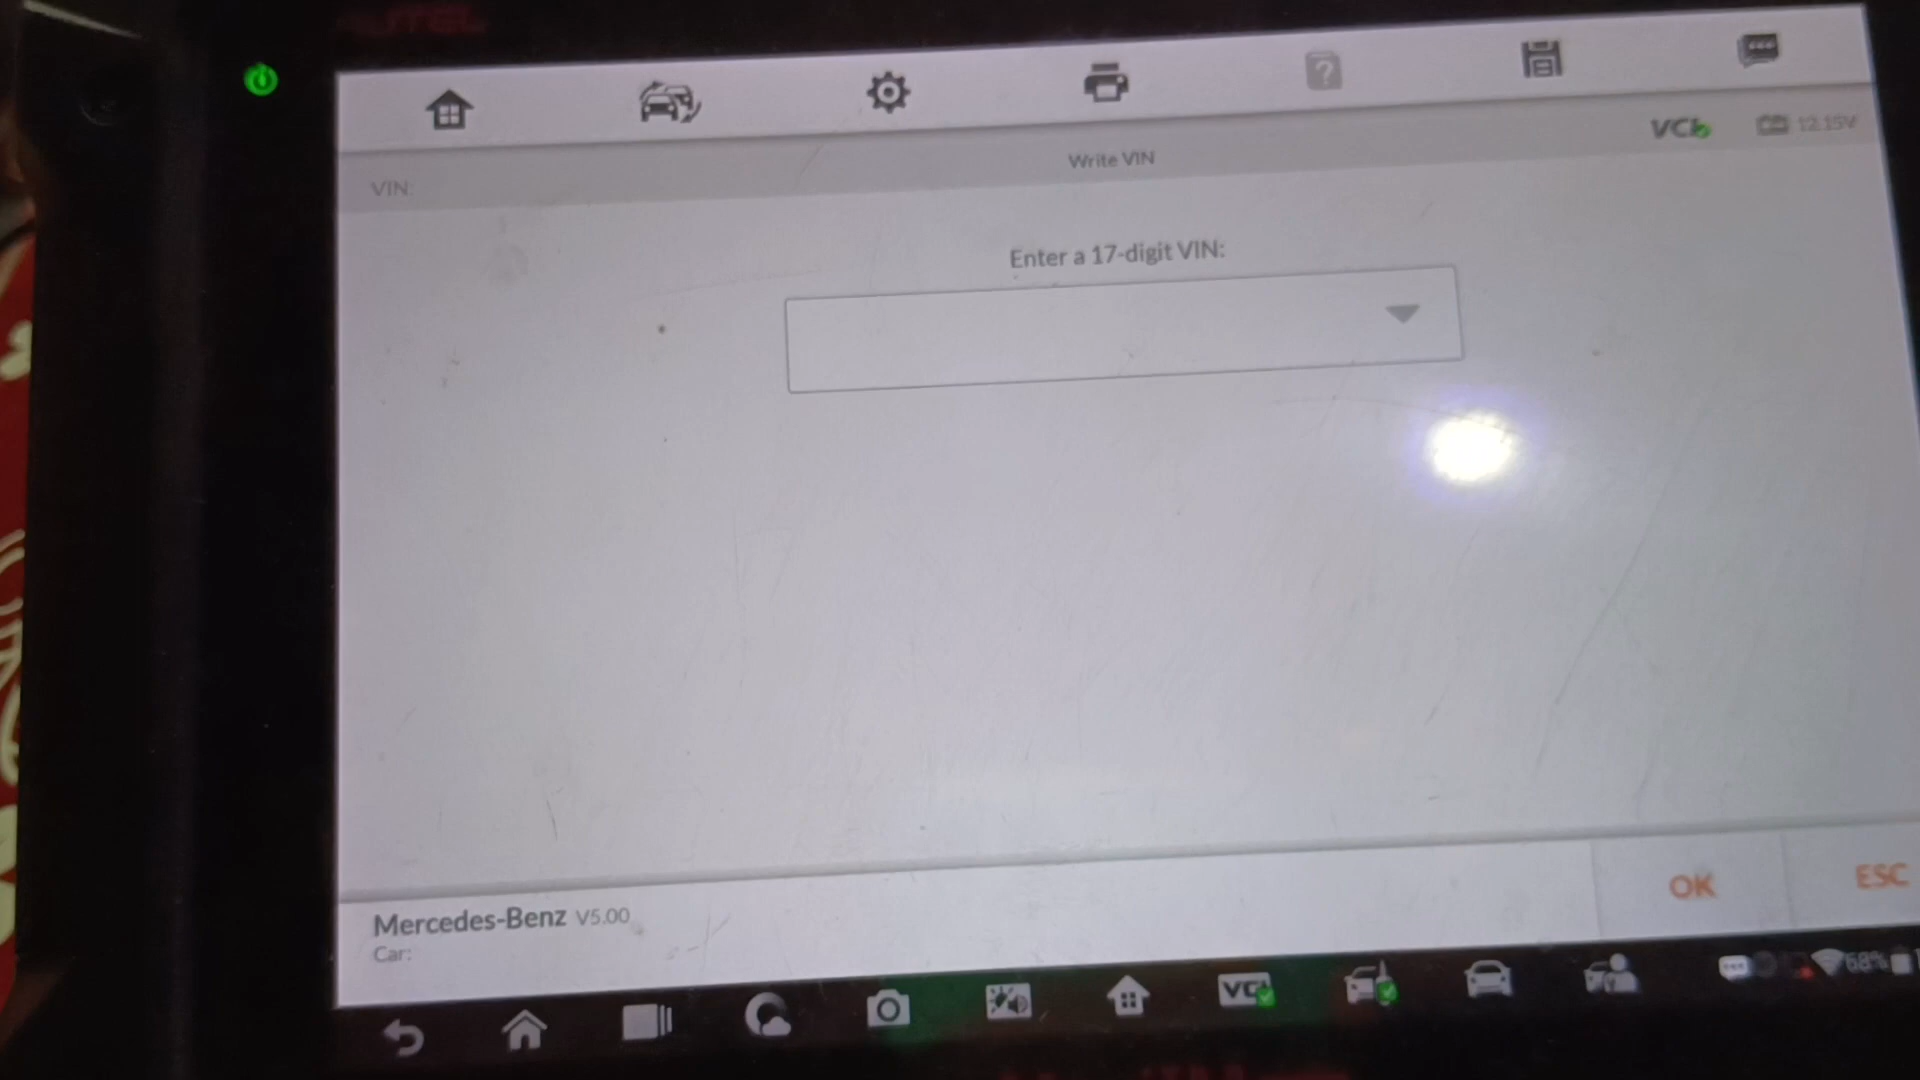 AUTEL
VCI
12.15V
Write VIN
VIN:
Enter a 17-digit VIN:
OK
ESC
Mercedes-Benz V5.00
Car:
VCI
68%